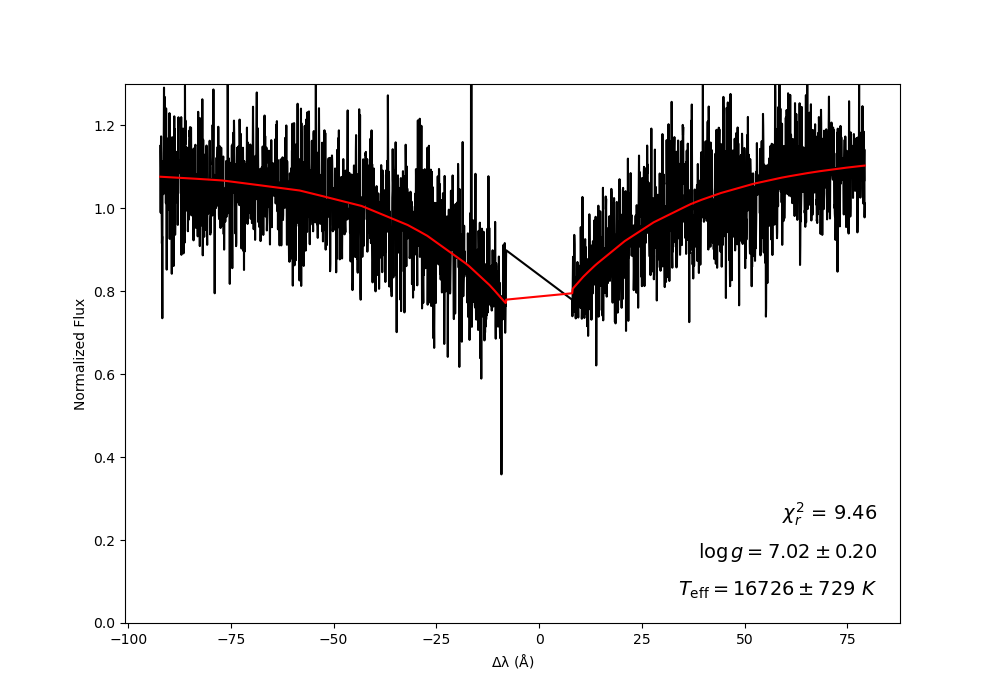 1.2
1.0
0.8
0.6
0.4
0.2
0.0
Normalized Flux
χ²ᵣ = 9.46
log g = 7.02 ± 0.20
T_eff = 16726 ± 729 K
−100 −75 −50 −25 0 25 50 75
Δλ (Å)